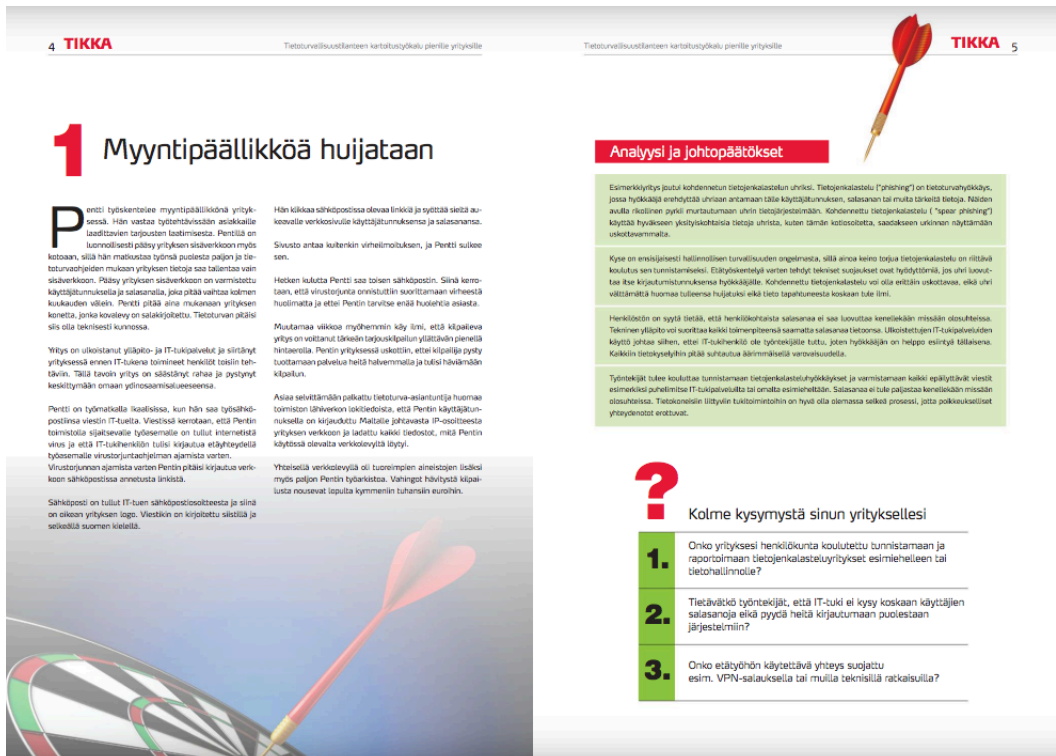 4 TIKKA
Tietoturvallisuustilanteen kartoitustyökalu pienille yrityksille
1 Myyntipäällikköä huijataan
Pentti työskentelee myyntipäällikkönä yrityk-
sessä. Hän vastaa työtehtävissään asiakkaille
laadittavien tarjousten laatimisesta. Pentillä on
luonnollisesti pääsy yrityksen sisäverkkoon myös
kotoaan, sillä hän matkustaa työnsä puolesta paljon ja tie-
toturvaohjeiden mukaan yrityksen tietoja saa tallentaa vain
sisäverkkoon. Pääsy yrityksen sisäverkkoon on varmistettu
käyttäjätunnuksella ja salasanalla, joka pitää vaihtaa kolmen
kuukauden välein. Pentti pitää aina mukanaan yrityksen
konetta, jonka kovalevy on salakirjoitettu. Tietoturvan pitäisi
siis olla teknisesti kunnossa.
Yritys on ulkoistanut ylläpito- ja IT-tukipalvelut ja siirtänyt
yrityksessä ennen IT-tukena toimineet henkilöt toisiin teh-
täviin. Tällä tavoin yritys on säästänyt rahaa ja pystynyt
keskittymään omaan ydinosaamisalueeseensa.
Pentti on työmatkalla Ikaalisissa, kun hän saa työsähkö-
postiinsa viestin IT-tuelta. Viestissä kerrotaan, että Pentin
toimistolla sijaitsevalle työasemalle on tullut internetistä
virus ja että IT-tukihenkilön tulisi kirjautua etäyhteydellä
työasemalle virustorjuntaohjelman ajamista varten.
Virustorjunnan ajamista varten Pentin pitäisi kirjautua verk-
koon sähköpostissa annetusta linkistä.
Sähköposti on tullut IT-tuen sähköpostiosoitteesta ja siinä
on oikean yrityksen logo. Viestikin on kirjoitettu siistillä ja
selkeällä suomen kielellä.
Hän klikkaa sähköpostissa olevaa linkkiä ja syöttää sieltä au-
keavalle verkkosivulle käyttäjätunnuksensa ja salasanansa.
Sivusto antaa kuitenkin virheilmoituksen, ja Pentti sulkee
sen.
Hetken kuluttua Pentti saa toisen sähköpostin. Siinä kerro-
taan, että virustorjunta onnistuttiin suorittamaan virheestä
huolimatta ja ettei Pentin tarvitse enää huolehtia asiasta.
Muutamaa viikkoa myöhemmin käy ilmi, että kilpaileva
yritys on voittanut tärkeän tarjouskilpailun yllättävän pienellä
hintaerolla. Pentin yrityksessä uskottiin, ettei kilpailija pysty
tuottamaan palvelua heitä halvemmalla ja tulisi häviämään
kilpailun.
Asiaa selvittämään palkattu tietoturva-asiantuntija huomaa
toimiston lähiverkon lokitiedoista, että Pentin käyttäjätun-
nuksella on kirjauduttu Maltalle johtavasta IP-osoitteesta
yrityksen verkkoon ja ladattu kaikki tiedostot, mitä Pentin
käytössä olevalta verkkolevyltä löytyi.
Yhteisellä verkkolevyllä oli tuoreimpien aineistojen lisäksi
myös paljon Pentin työarkistoa. Vahingot hävitystä kilpai-
lusta nousevat lopulta kymmeniin tuhansiin euroihin.
Tietoturvallisuustilanteen kartoitustyökalu pienille yrityksille
TIKKA 5
Analyysi ja johtopäätökset
Esimerkkiyritys joutui kohdennetun tietojenkalastelun uhriksi. Tietojenkalastelu ("phishing") on tietoturvahyökkäys,
jossa hyökkääjä erehdyttää uhriaan antamaan tälle käyttäjätunnuksen, salasanan tai muita tärkeitä tietoja. Näiden
avulla rikollinen pyrkii murtautumaan uhrin tietojärjestelmään. Kohdennettu tietojenkalastelu ( "spear phishing")
käyttää hyväkseen yksityiskohtaisia tietoja uhrista, kuten tämän kotiosoitetta, saadakseen urkinnan näyttämään
uskottavammalta.
Kyse on ensisijaisesti hallinnollisen turvallisuuden ongelmasta, sillä ainoa keino torjua tietojenkalastelua on riittävä
koulutus sen tunnistamiseksi. Etätyöskentelyä varten tehdyt tekniset suojaukset ovat hyödyttömiä, jos uhri luovut-
taa itse kirjautumistunnuksensa hyökkääjälle. Kohdennettu tietojenkalastelu voi olla erittäin uskottavaa, eikä uhri
välttämättä huomaa tulleensa huijatuksi eikä tieto tapahtuneesta koskaan tule ilmi.
Henkilöstön on syytä tietää, että henkilökohtaista salasanaa ei saa luovuttaa kenellekään missään olosuhteissa.
Tekninen ylläpito voi suorittaa kaikki toimenpiteensä saamatta salasanaa tietoonsa. Ulkoistettujen IT-tukipalveluiden
käyttö johtaa siihen, ettei IT-tukihenkilö ole työntekijälle tuttu, joten hyökkääjän on helppo esiintyä tällaisena.
Kaikkiin tietokyselyihin pitää suhtautua äärimmäisellä varovaisuudella.
Työntekijät tulee kouluttaa tunnistamaan tietojenkalasteluhyökkäykset ja varmistamaan kaikki epäilyttävät viestit
esimerkiksi puhelimitse IT-tukipalveluilta tai omalta esimieheltään. Salasanaa ei tule paljastaa kenellekään missään
olosuhteissa. Tietokoneisiin liittyviin tukitoimintoihin on hyvä olla olemassa selkeä prosessi, jotta poikkeukselliset
yhteydenotot erottuvat.
? Kolme kysymystä sinun yrityksellesi
1. Onko yrityksesi henkilökunta koulutettu tunnistamaan ja
raportoimaan tietojenkalasteluyritykset esimiehelleen tai
tietohallinnolle?
2. Tietävätkö työntekijät, että IT-tuki ei kysy koskaan käyttäjien
salasanoja eikä pyydä heitä kirjautumaan puolestaan
järjestelmiin?
3. Onko etätyöhön käytettävä yhteys suojattu
esim. VPN-salauksella tai muilla teknisillä ratkaisuilla?